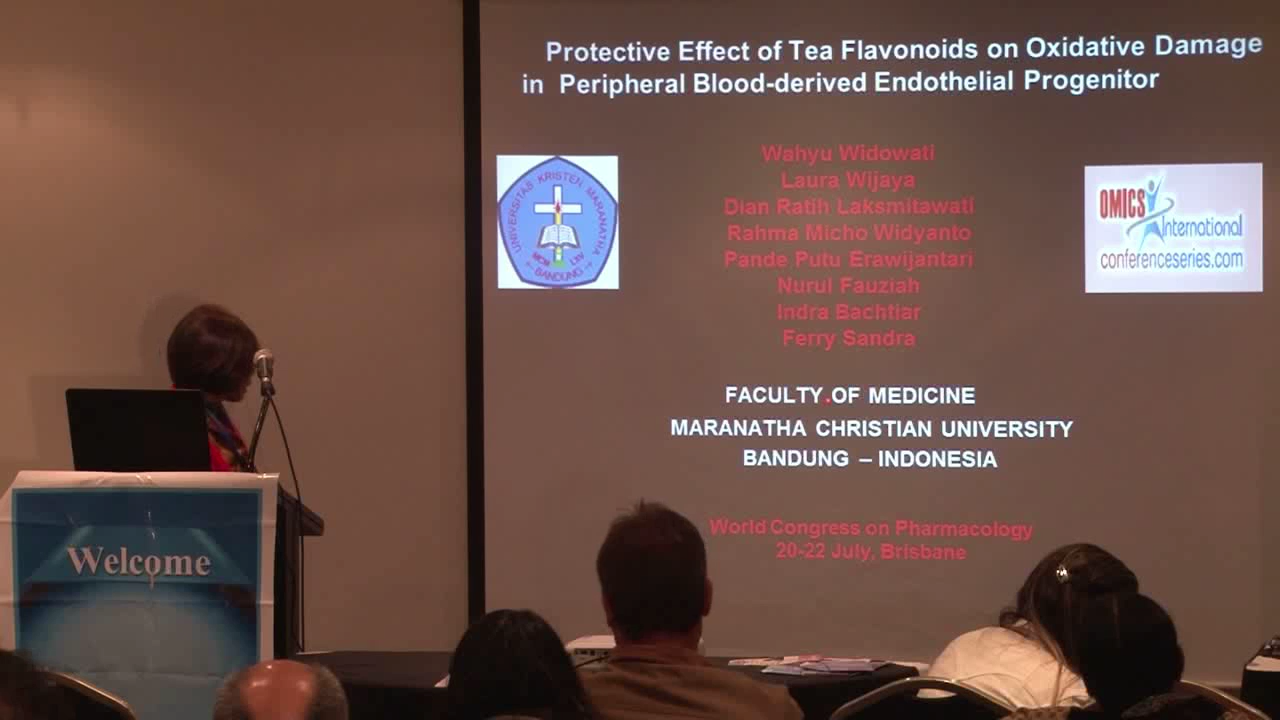 Protective Effect of Tea Flavonoids on Oxidative Damage
in Peripheral Blood-derived Endothelial Progenitor
Wahyu Widowati
Laura Wijaya
Dian Ratih Laksmitawati
Rahma Micho Widyanto
Pande Putu Erawijantari
Nurul Fauziah
Indra Bachtiar
Ferry Sandra
UNIVERSITAS KRISTEN MARANATHA
MCM LXV
BANDUNG
OMICS
International
conferenceseries.com
FACULTY OF MEDICINE
MARANATHA CHRISTIAN UNIVERSITY
BANDUNG – INDONESIA
World Congress on Pharmacology
20-22 July, Brisbane
Welcome